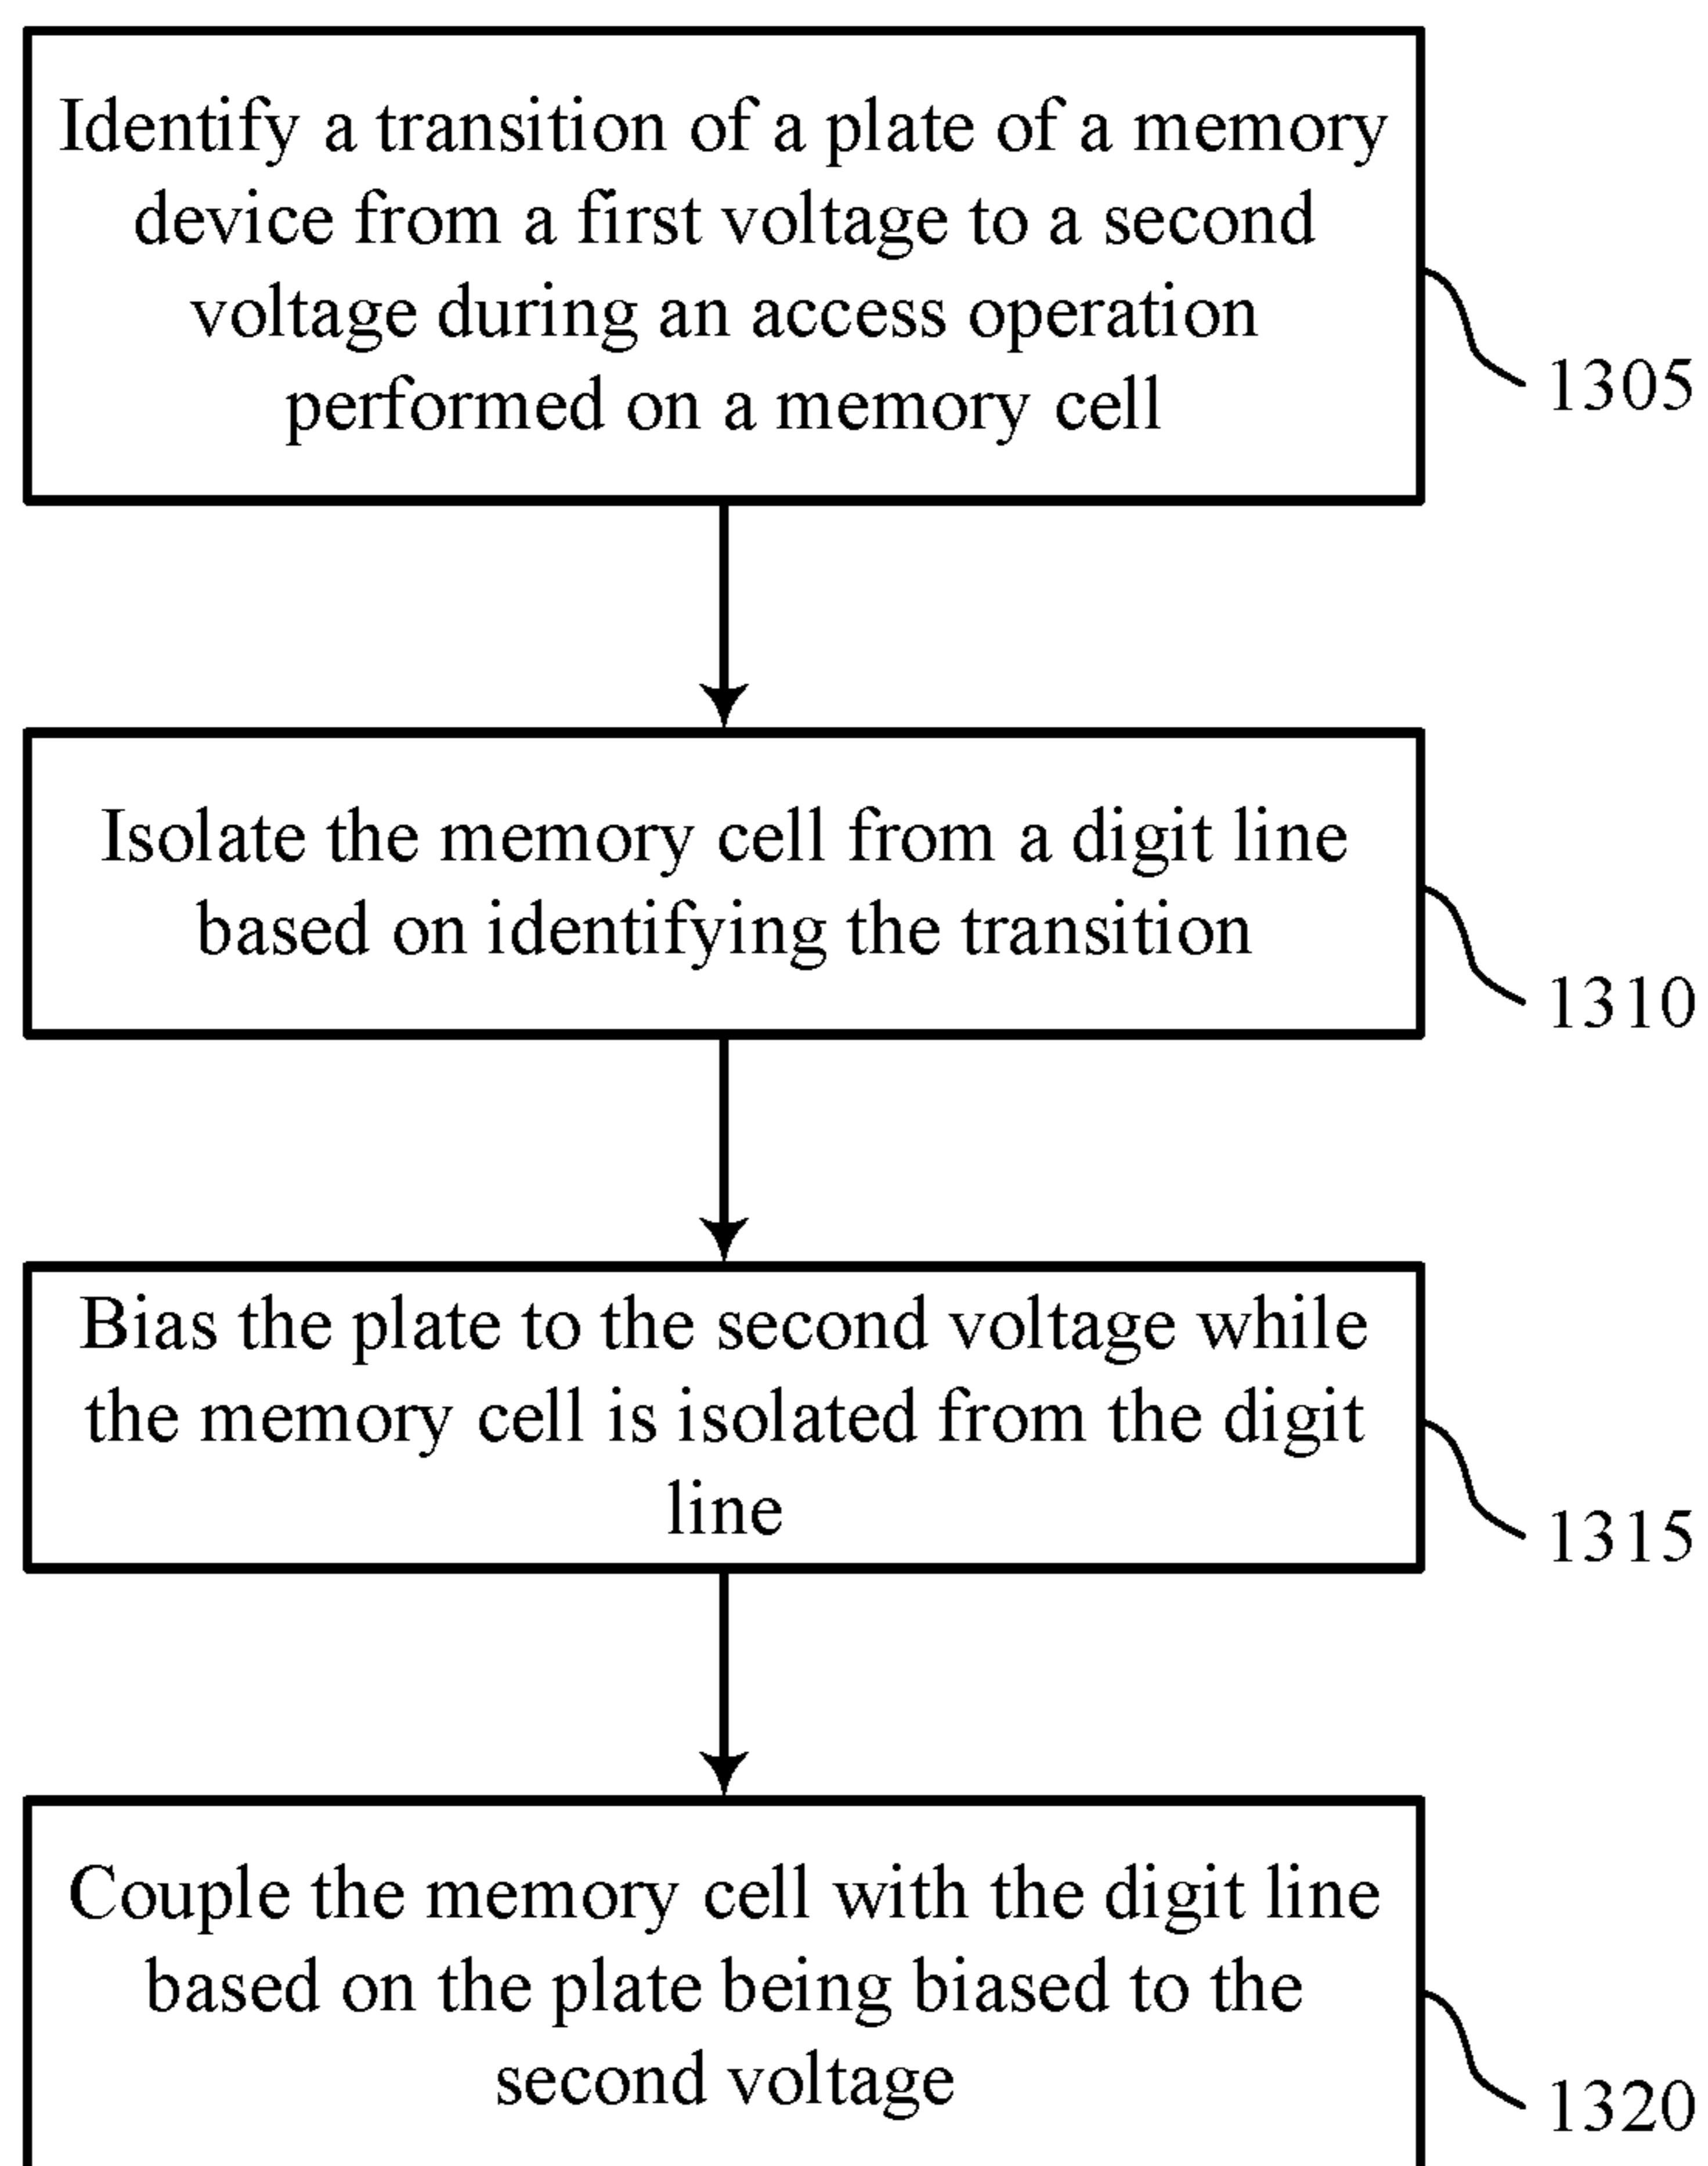 Identify a transition of a plate of a memory
device from a first voltage to a second
voltage during an access operation
performed on a memory cell
1305
Isolate the memory cell from a digit line
based on identifying the transition
1310
Bias the plate to the second voltage while
the memory cell is isolated from the digit
line
1315
Couple the memory cell with the digit line
based on the plate being biased to the
second voltage
1320